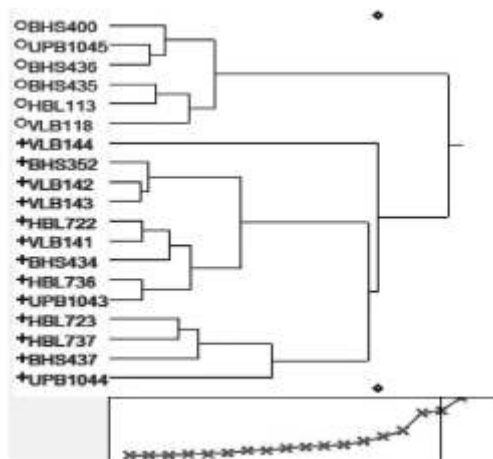 BHS400
UPB1045
BHS436
BHS435
HBL113
VLB118
VLB144
BHS352
VLB142
VLB143
HBL722
VLB141
BHS434
HBL736
UPB1043
HBL723
HBL737
BHS437
UPB1044